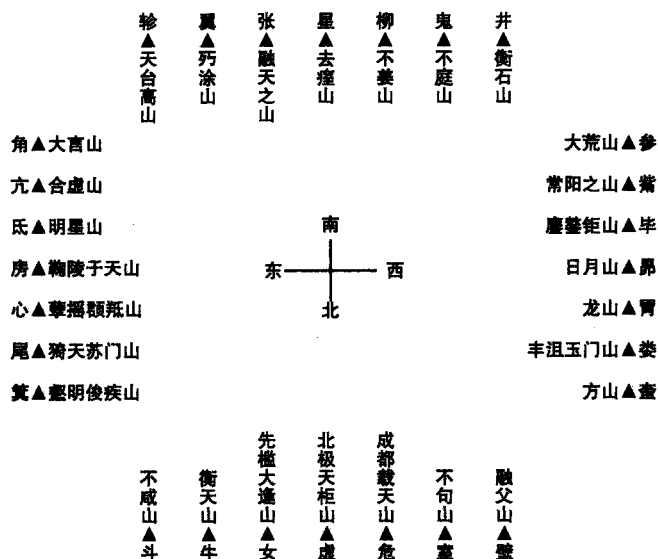 轸▲天台高山
翼▲㱙涂山
张▲融天之山
星▲去痓山
柳▲不姜山
鬼▲不庭山
井▲衡石山
角▲大言山
亢▲合虚山
氐▲明星山
房▲鞠陵于天山
心▲孽摇頵羝山
尾▲猗天苏门山
箕▲壑明俊疾山
大荒山▲参
常阳之山▲觜
鏖鏊钜山▲毕
日月山▲昴
龙山▲胃
丰沮玉门山▲娄
方山▲奎
南
东
西
北
不咸山▲斗
衡天山▲牛
先槛大逢山▲女
北极天柜山▲虚
成都载天山▲危
不句山▲室
融父山▲壁